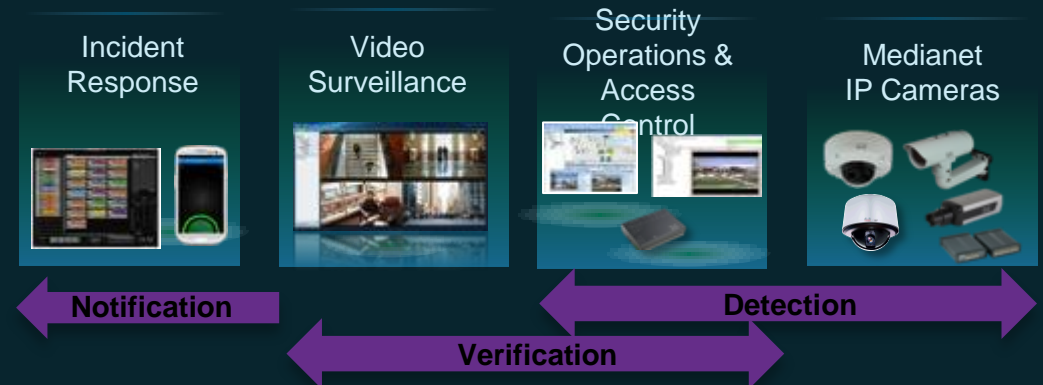 Incident
Response
Video
Surveillance
Security
Operations &
Access
Control
Medianet
IP Cameras
Notification
Detection
Verification